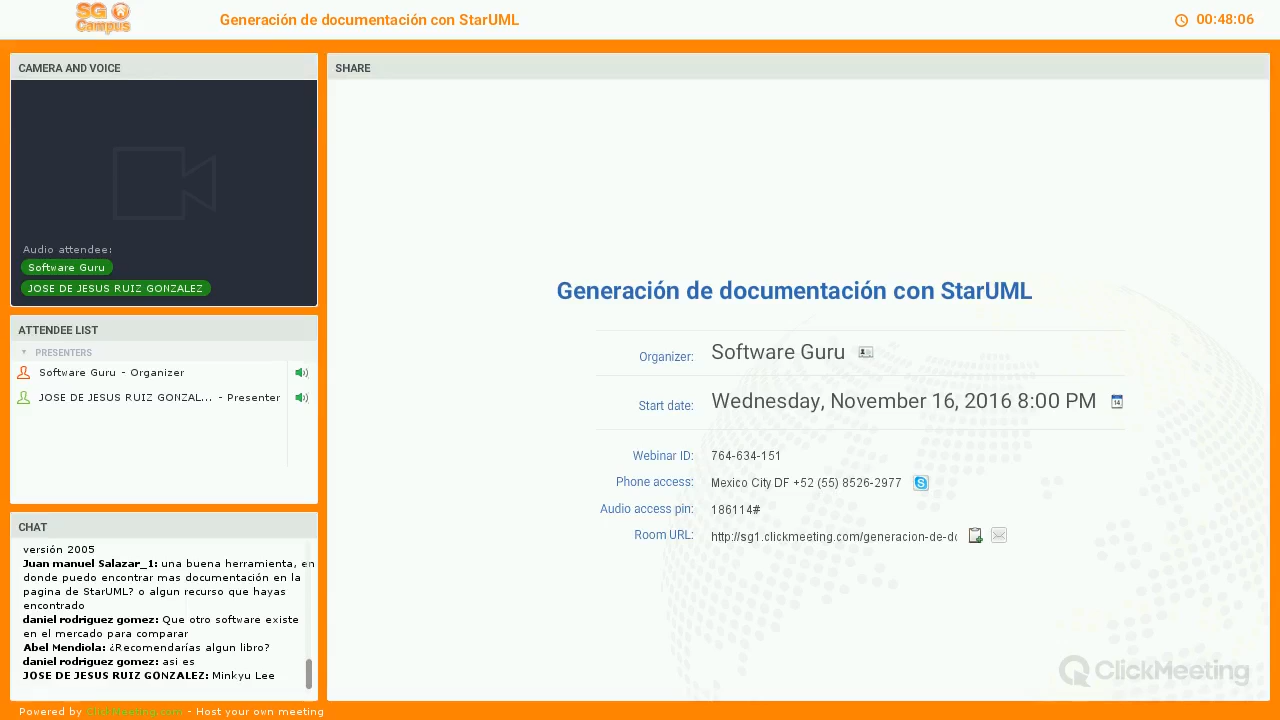 SG Campus
Generación de documentación con StarUML
00:48:06
CAMERA AND VOICE
Audio attendee:
Software Guru
JOSE DE JESUS RUIZ GONZALEZ
ATTENDEE LIST
PRESENTERS
Software Guru - Organizer
JOSE DE JESUS RUIZ GONZAL... - Presenter
CHAT
versión 2005
Juan manuel Salazar_1: una buena herramienta, en
donde puedo encontrar mas documentación en la
pagina de StarUML? o algun recurso que hayas
encontrado
daniel rodriguez gomez: Que otro software existe
en el mercado para comparar
Abel Mendiola: ¿Recomendarías algun libro?
daniel rodriguez gomez: asi es
JOSE DE JESUS RUIZ GONZALEZ: Minkyu Lee
Powered by ClickMeeting.com - Host your own meeting
SHARE
Generación de documentación con StarUML
Organizer: Software Guru
Start date: Wednesday, November 16, 2016 8:00 PM
14
Webinar ID: 764-634-151
Phone access: Mexico City DF +52 (55) 8526-2977
Audio access pin: 186114#
Room URL: http://sg1.clickmeeting.com/generacion-de-dc
ClickMeeting